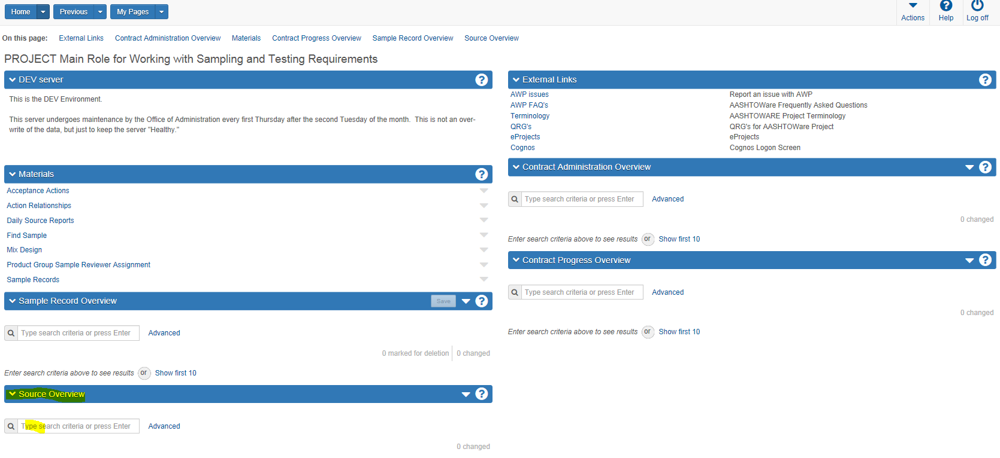 Home Previous My Pages Actions Help Log off
On this page: External Links Contract Administration Overview Materials Contract Progress Overview Sample Record Overview Source Overview
PROJECT Main Role for Working with Sampling and Testing Requirements
DEV server ?
This is the DEV Environment.
This server undergoes maintenance by the Office of Administration every first Thursday after the second Tuesday of the month. This is not an over-
write of the data, but just to keep the server "Healthy."
Materials ?
Acceptance Actions
Action Relationships
Daily Source Reports
Find Sample
Mix Design
Product Group Sample Reviewer Assignment
Sample Records
Sample Record Overview Save ?
Type search criteria or press Enter Advanced
0 marked for deletion 0 changed
Enter search criteria above to see results or Show first 10
Source Overview ?
Type search criteria or press Enter Advanced
0 changed
External Links ?
AWP issues Report an issue with AWP
AWP FAQ's AASHTOWare Frequently Asked Questions
Terminology AASHTOWARE Project Terminology
QRG's QRG's for AASHTOWare Project
eProjects eProjects
Cognos Cognos Logon Screen
Contract Administration Overview ?
Type search criteria or press Enter Advanced
0 changed
Enter search criteria above to see results or Show first 10
Contract Progress Overview ?
Type search criteria or press Enter Advanced
0 changed
Enter search criteria above to see results or Show first 10